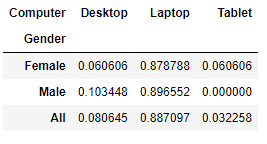 Computer Desktop Laptop Tablet
Gender
Female 0.060606 0.878788 0.060606
Male 0.103448 0.896552 0.000000
All 0.080645 0.887097 0.032258